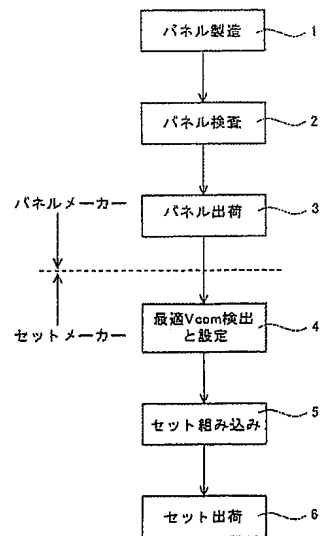 パネル製造 1
パネル検査 2
パネル出荷 3
パネルメーカー
セットメーカー
最適Vcom検出
と設定 4
セット組み込み 5
セット出荷 6